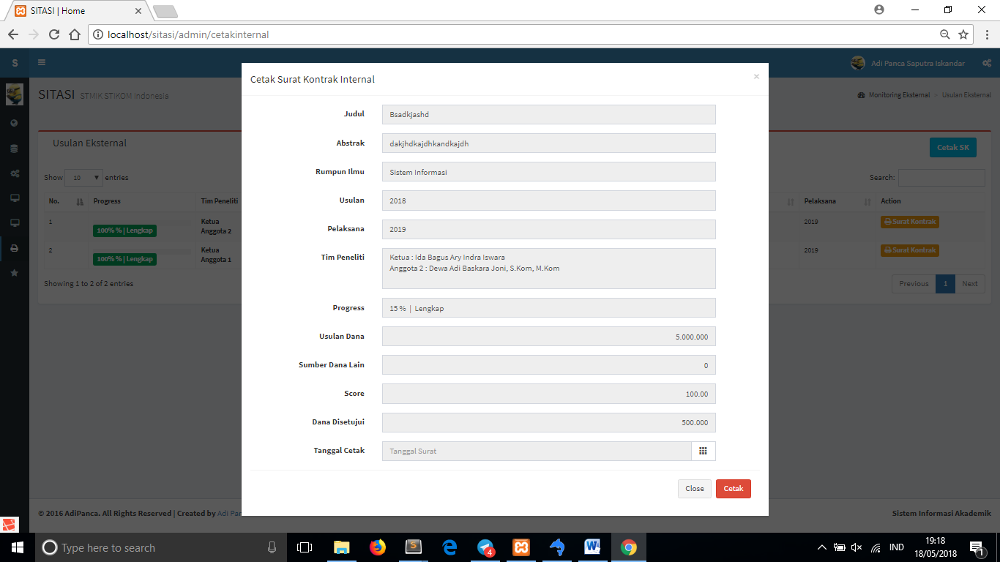 SITASI | Home
localhost/sitasi/admin/cetakinternal
S
Adi Panca Saputra Iskandar
SITASI STMIK STIKOM Indonesia
Monitoring Eksternal > Usulan Eksternal
Usulan Eksternal
Cetak SK
Show 10 entries
Search:
No. Progress Tim Peneliti Pelaksana Action
1 100% % | Lengkap Ketua 2019 Surat Kontrak
Anggota 2
2 100% % | Lengkap Ketua 2019 Surat Kontrak
Anggota 1
Showing 1 to 2 of 2 entries
Previous 1 Next
Cetak Surat Kontrak Internal ×
Judul Bsadkjashd
Abstrak dakjhdkajdhkandkajdh
Rumpun Ilmu Sistem Informasi
Usulan 2018
Pelaksana 2019
Tim Peneliti Ketua : Ida Bagus Ary Indra Iswara
Anggota 2 : Dewa Adi Baskara Joni, S.Kom, M.Kom
Progress 15 % | Lengkap
Usulan Dana 5.000.000
Sumber Dana Lain 0
Score 100.00
Dana Disetujui 500.000
Tanggal Cetak Tanggal Surat
Close Cetak
© 2016 AdiPanca. All Rights Reserved | Created by Adi
Sistem Informasi Akademik
Type here to search
4
IND
19:18
18/05/2018
1